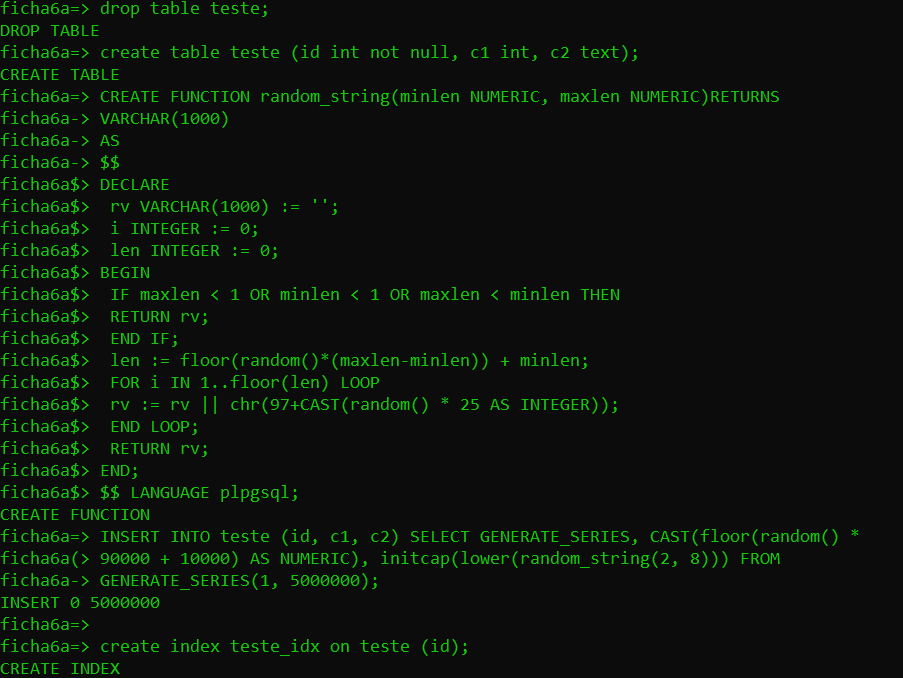 ficha6a=> drop table teste;
DROP TABLE
ficha6a=> create table teste (id int not null, c1 int, c2 text);
CREATE TABLE
ficha6a=> CREATE FUNCTION random_string(minlen NUMERIC, maxlen NUMERIC)RETURNS
ficha6a-> VARCHAR(1000)
ficha6a-> AS
ficha6a-> $$
ficha6a$> DECLARE
ficha6a$>  rv VARCHAR(1000) := '';
ficha6a$>  i INTEGER := 0;
ficha6a$>  len INTEGER := 0;
ficha6a$> BEGIN
ficha6a$>  IF maxlen < 1 OR minlen < 1 OR maxlen < minlen THEN
ficha6a$>  RETURN rv;
ficha6a$>  END IF;
ficha6a$>  len := floor(random()*(maxlen-minlen)) + minlen;
ficha6a$>  FOR i IN 1..floor(len) LOOP
ficha6a$>  rv := rv || chr(97+CAST(random() * 25 AS INTEGER));
ficha6a$>  END LOOP;
ficha6a$>  RETURN rv;
ficha6a$> END;
ficha6a$> $$ LANGUAGE plpgsql;
CREATE FUNCTION
ficha6a=> INSERT INTO teste (id, c1, c2) SELECT GENERATE_SERIES, CAST(floor(random() *
ficha6a(> 90000 + 10000) AS NUMERIC), initcap(lower(random_string(2, 8))) FROM
ficha6a-> GENERATE_SERIES(1, 5000000);
INSERT 0 5000000
ficha6a=>
ficha6a=> create index teste_idx on teste (id);
CREATE INDEX